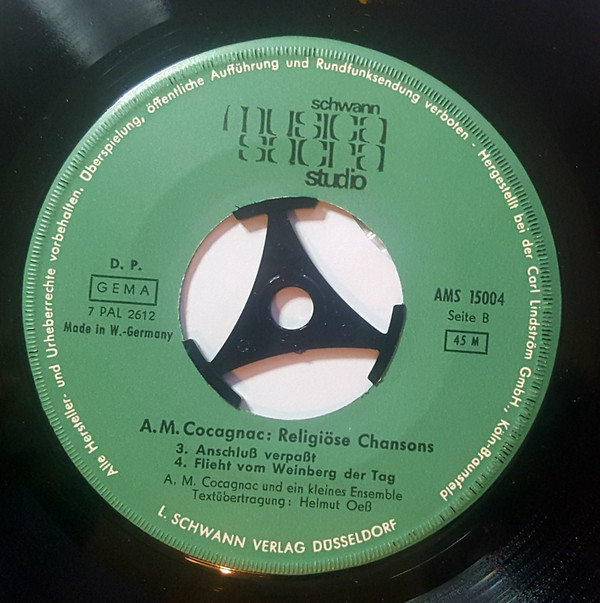 Alle Hersteller- und Urheberrechte vorbehalten. Überspielung, öffentliche Aufführung und Rundfunksendung verboten - Hergestellt bei der Carl Lindström GmbH., Köln-Braunsfeld
schwann
musica
sacra
studio
D. P.
GEMA
7 PAL 2612
Made in W.-Germany
AMS 15004
Seite B
45 M
A. M. Cocagnac: Religiöse Chansons
3. Anschluß verpaßt
4. Flieht vom Weinberg der Tag
A. M. Cocagnac und ein kleines Ensemble
Textübertragung: Helmut Oeß
L. SCHWANN VERLAG DÜSSELDORF